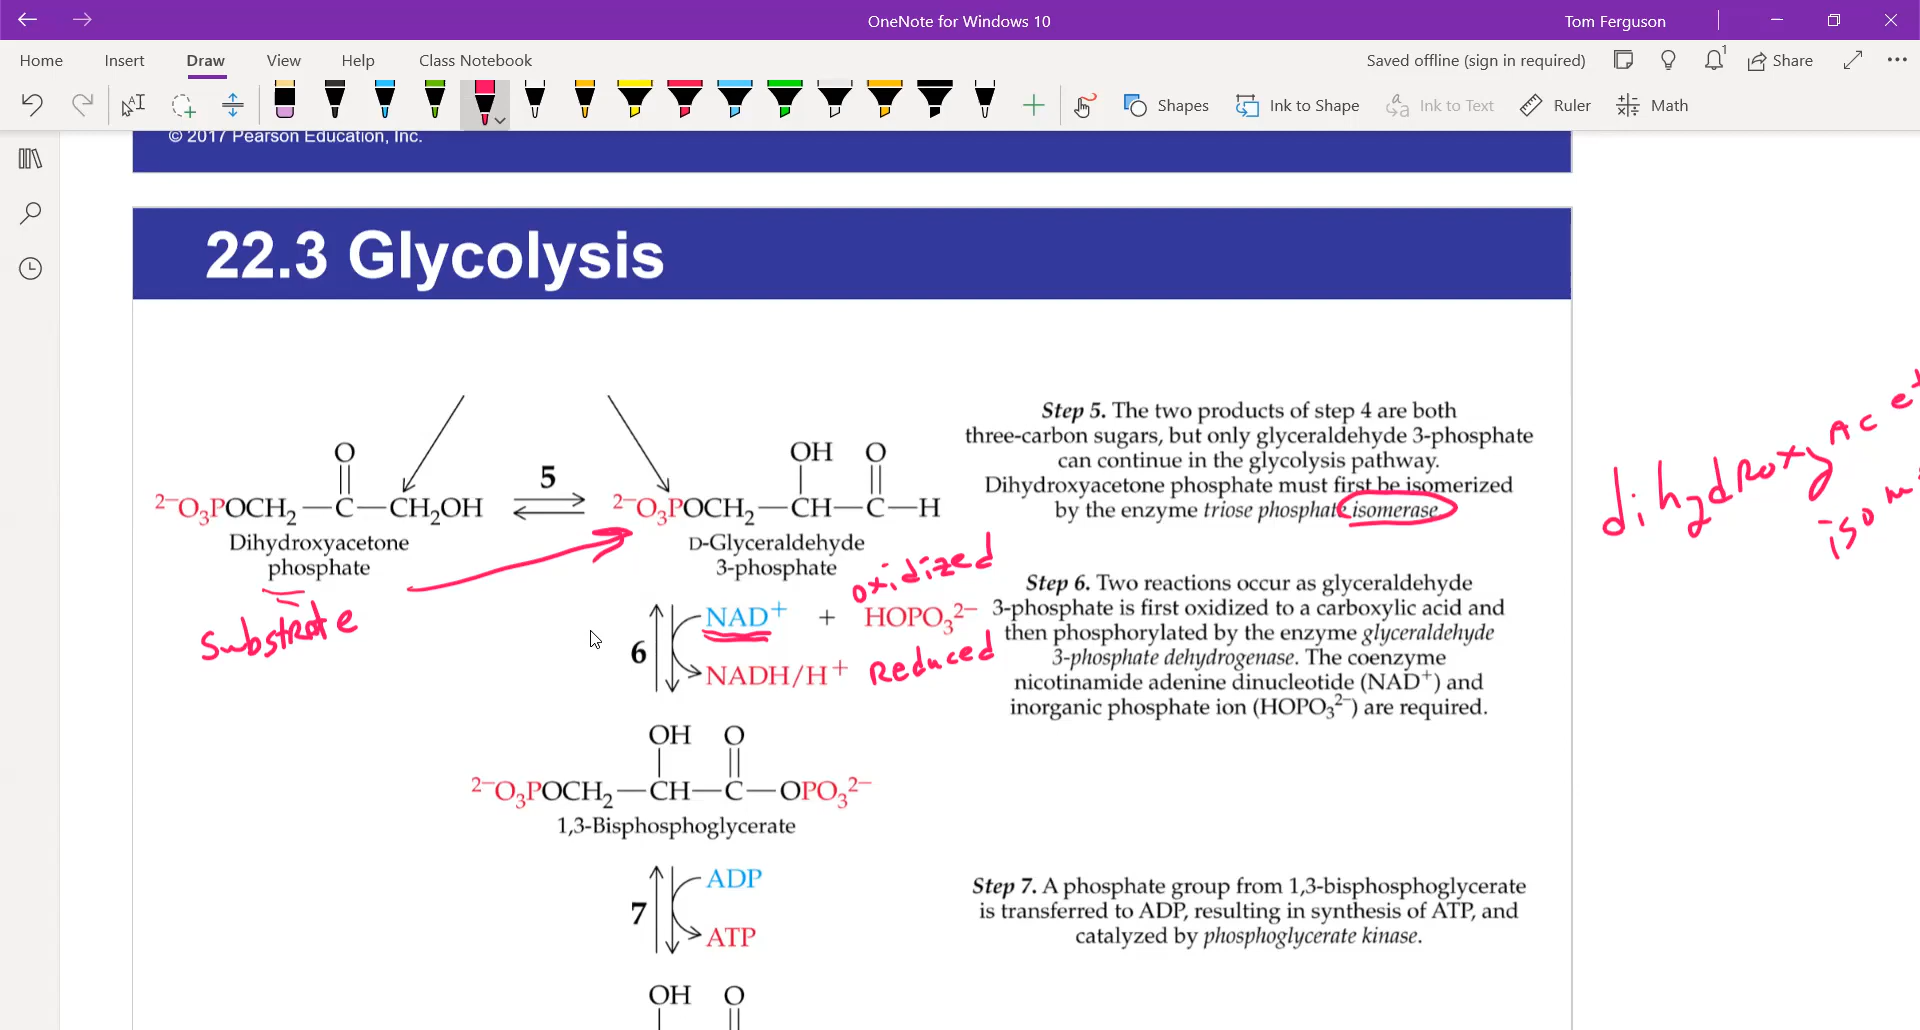 OneNote for Windows 10
Tom Ferguson
Home Insert Draw View Help Class Notebook
Saved offline (sign in required)
1
Share
AI
Shapes
Ink to Shape
Ink to Text
Ruler
Math
© 2017 Pearson Education, Inc.
22.3 Glycolysis
O
²⁻O₃POCH₂—C—CH₂OH
Dihydroxyacetone
phosphate
substrate
5
OH O
²⁻O₃POCH₂—CH—C—H
D-Glyceraldehyde
3-phosphate
oxidized
6
NAD⁺ + HOPO₃²⁻
NADH/H⁺
Reduced
OH O
²⁻O₃POCH₂—CH—C—OPO₃²⁻
1,3-Bisphosphoglycerate
7
ADP
ATP
OH O
Step 5. The two products of step 4 are both
three-carbon sugars, but only glyceraldehyde 3-phosphate
can continue in the glycolysis pathway.
Dihydroxyacetone phosphate must first be isomerized
by the enzyme triose phosphate isomerase.
Step 6. Two reactions occur as glyceraldehyde
3-phosphate is first oxidized to a carboxylic acid and
then phosphorylated by the enzyme glyceraldehyde
3-phosphate dehydrogenase. The coenzyme
nicotinamide adenine dinucleotide (NAD⁺) and
inorganic phosphate ion (HOPO₃²⁻) are required.
Step 7. A phosphate group from 1,3-bisphosphoglycerate
is transferred to ADP, resulting in synthesis of ATP, and
catalyzed by phosphoglycerate kinase.
dihydroxy Ac e
iso m